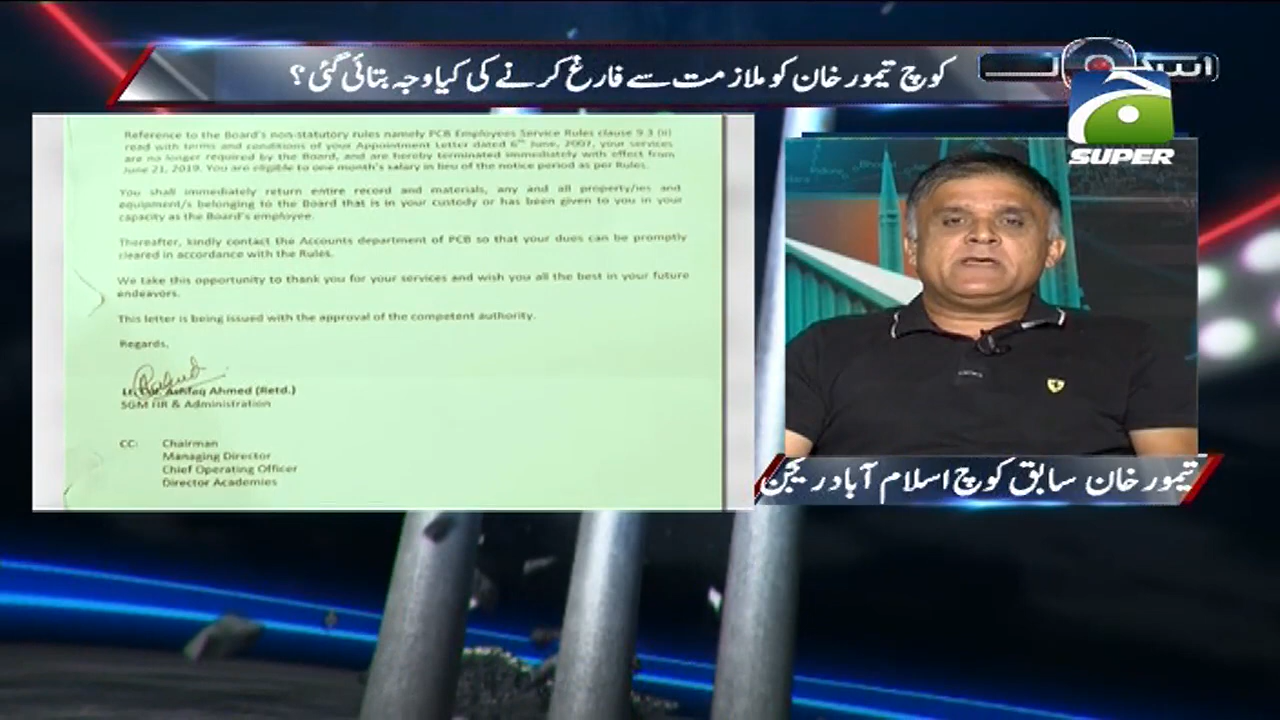 کوچ تیمور خان کو ملازمت سے فارغ کرنے کی کیا وجہ بتائی گئی ؟
SUPER
Reference to the Board's non-statutory rules namely PCB Employees Service Rules clause 9.3 (ii)
read with terms and conditions of your Appointment Letter dated 6th June, 2007, your services
are no longer required by the Board, and are hereby terminated immediately with effect from
June 21, 2019. You are eligible to one month's salary in lieu of the notice period as per Rules.
You shall immediately return entire record and materials, any and all property/ies and
equipment/s belonging to the Board that is in your custody or has been given to you in your
capacity as the Board's employee.
Thereafter, kindly contact the Accounts department of PCB so that your dues can be promptly
cleared in accordance with the Rules.
We take this opportunity to thank you for your services and wish you all the best in your future
endeavors.
This letter is being issued with the approval of the competent authority.
Regards,
Lt. Col. Ashfaq Ahmed (Retd.)
SGM HR & Administration
CC: Chairman
Managing Director
Chief Operating Officer
Director Academies
تیمور خان سابق کوچ اسلام آباد ریجن